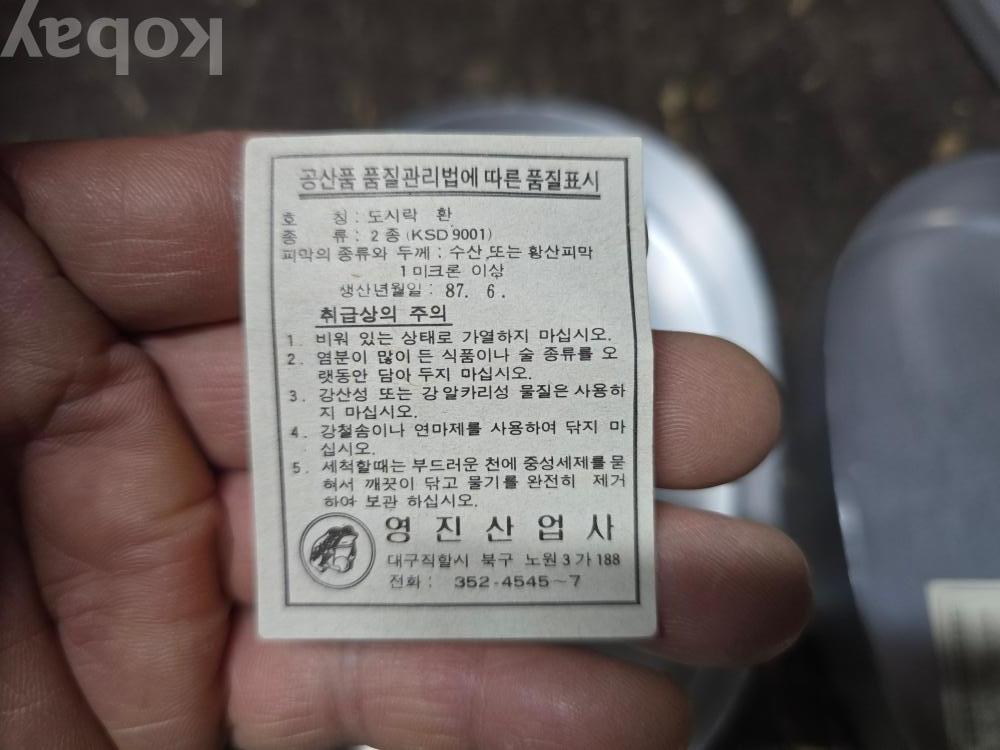 kobay
공산품 품질관리법에 따른 품질표시
호 칭 : 도시락 환
종 류 : 2 종 (KSD 9001)
피막의 종류와 두께 : 수산 또는 황산피막
1 미크론 이상
생산년월일 : 87. 6.
취급상의 주의
1. 비워 있는 상태로 가열하지 마십시오.
2. 염분이 많이 든 식품이나 술 종류를 오
랫동안 담아 두지 마십시오.
3. 강산성 또는 강 알카리성 물질은 사용하
지 마십시오.
4. 강철솜이나 연마제를 사용하여 닦지 마
십시오.
5. 세척할때는 부드러운 천에 중성세제를 묻
혀서 깨끗이 닦고 물기를 완전히 제거
하여 보관 하십시오.
영 진 산 업 사
대구직할시 북구 노원 3 가 188
전화 : 352-4545~7